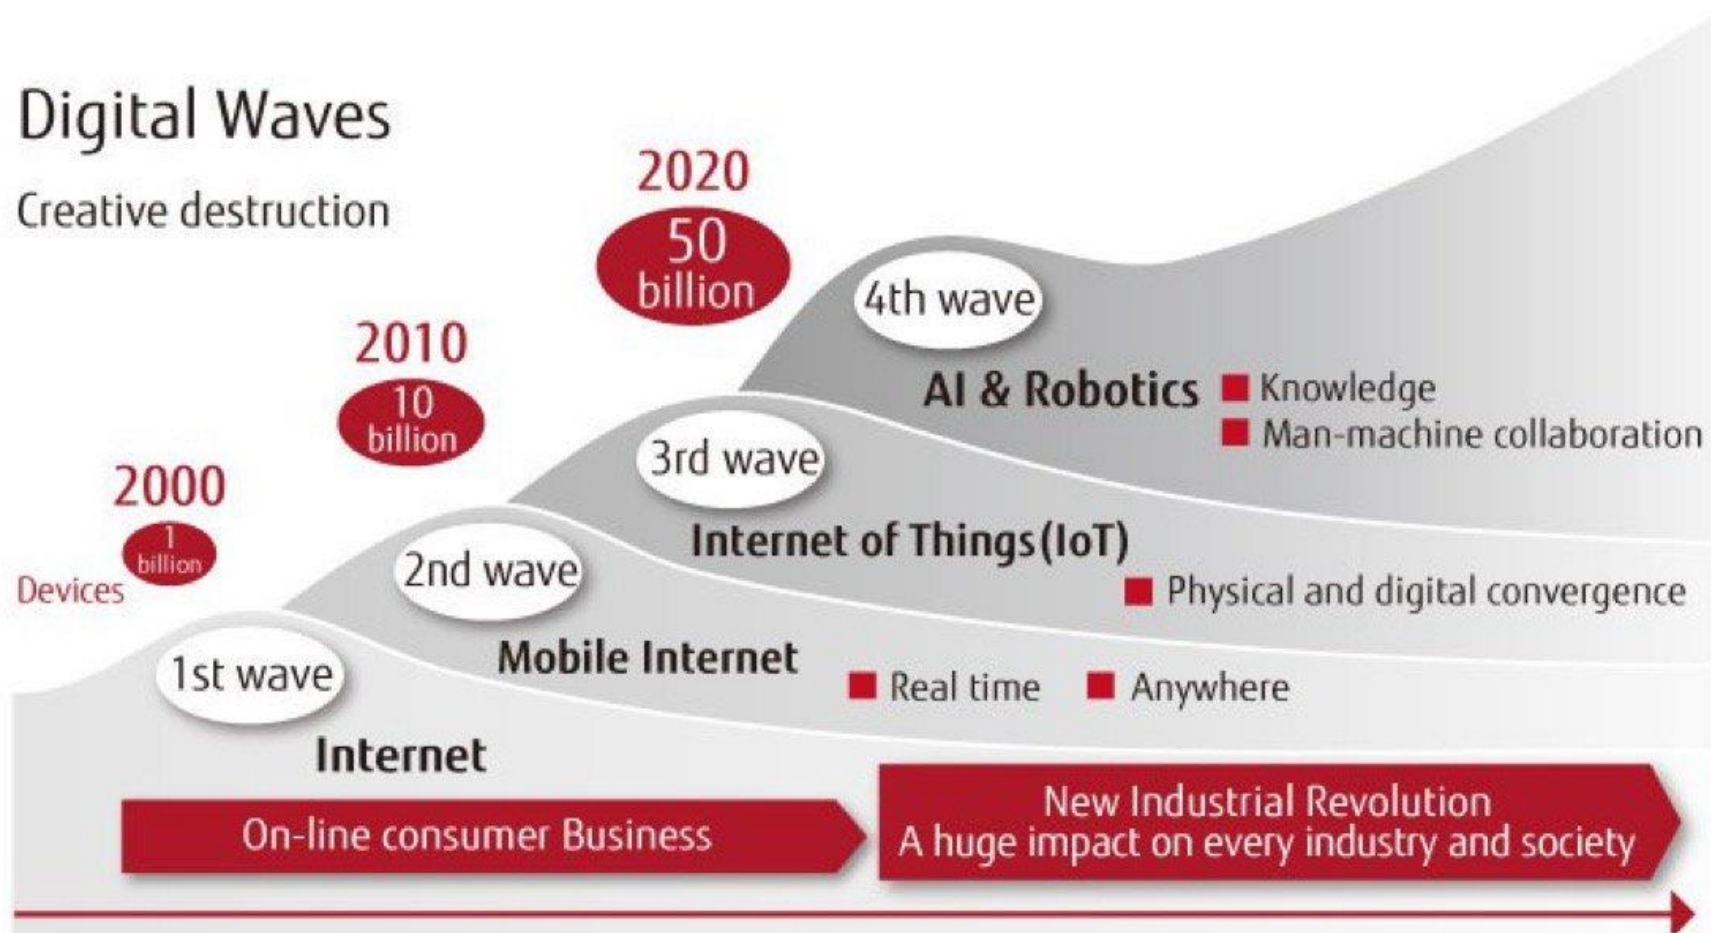 Digital Waves
Creative destruction
2020
50
billion
4th wave
2010
10
billion
AI & Robotics
Knowledge
Man-machine collaboration
3rd wave
2000
1
billion
Devices
Internet of Things(IoT)
Physical and digital convergence
2nd wave
Mobile Internet
Real time
Anywhere
1st wave
Internet
On-line consumer Business
New Industrial Revolution
A huge impact on every industry and society